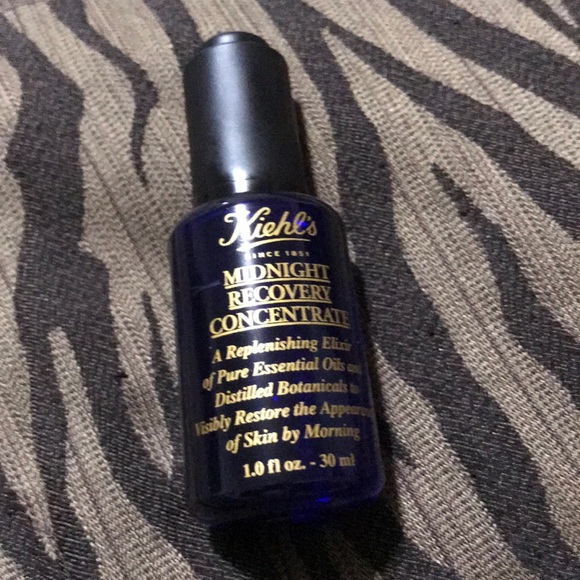 Kiehl's
SINCE 1851
MIDNIGHT
RECOVERY
CONCENTRATE
A Replenishing Elixir
of Pure Essential Oils and
Distilled Botanicals to
Visibly Restore the Appearan
of Skin by Morning
1.0 fl oz. - 30 ml